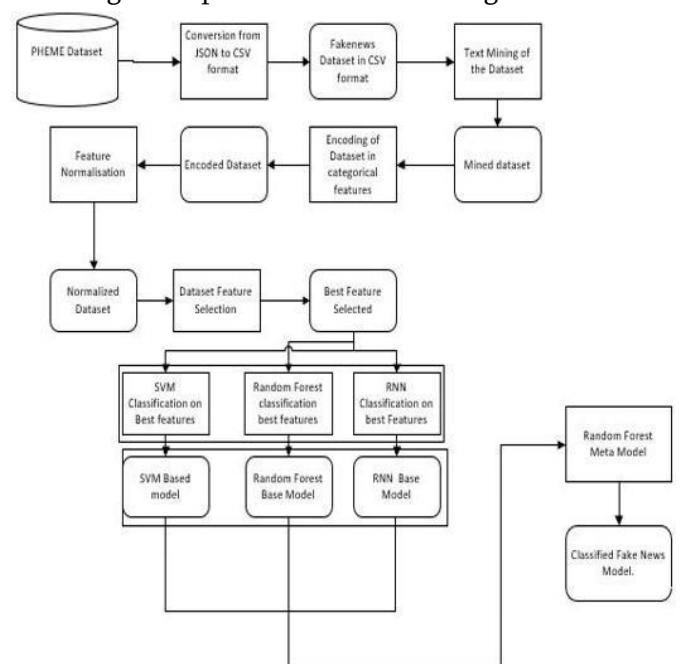 PHEME Dataset
Conversion from
JSON to CSV
format
Fakenews
Dataset in CSV
format
Text Mining of
the Dataset
Feature
Normalisation
Encoded Dataset
Encoding of
Dataset in
categorical
features
Mined dataset
Normalized
Dataset
Dataset Feature
Selection
Best Feature
Selected
SVM
Classification on
Best features
Random Forest
classification
best features
RNN
Classification on
best Features
SVM Based
model
Random Forest
Base Model
RNN Base
Model
Random Forest
Meta Model
Classified Fake News
Model.